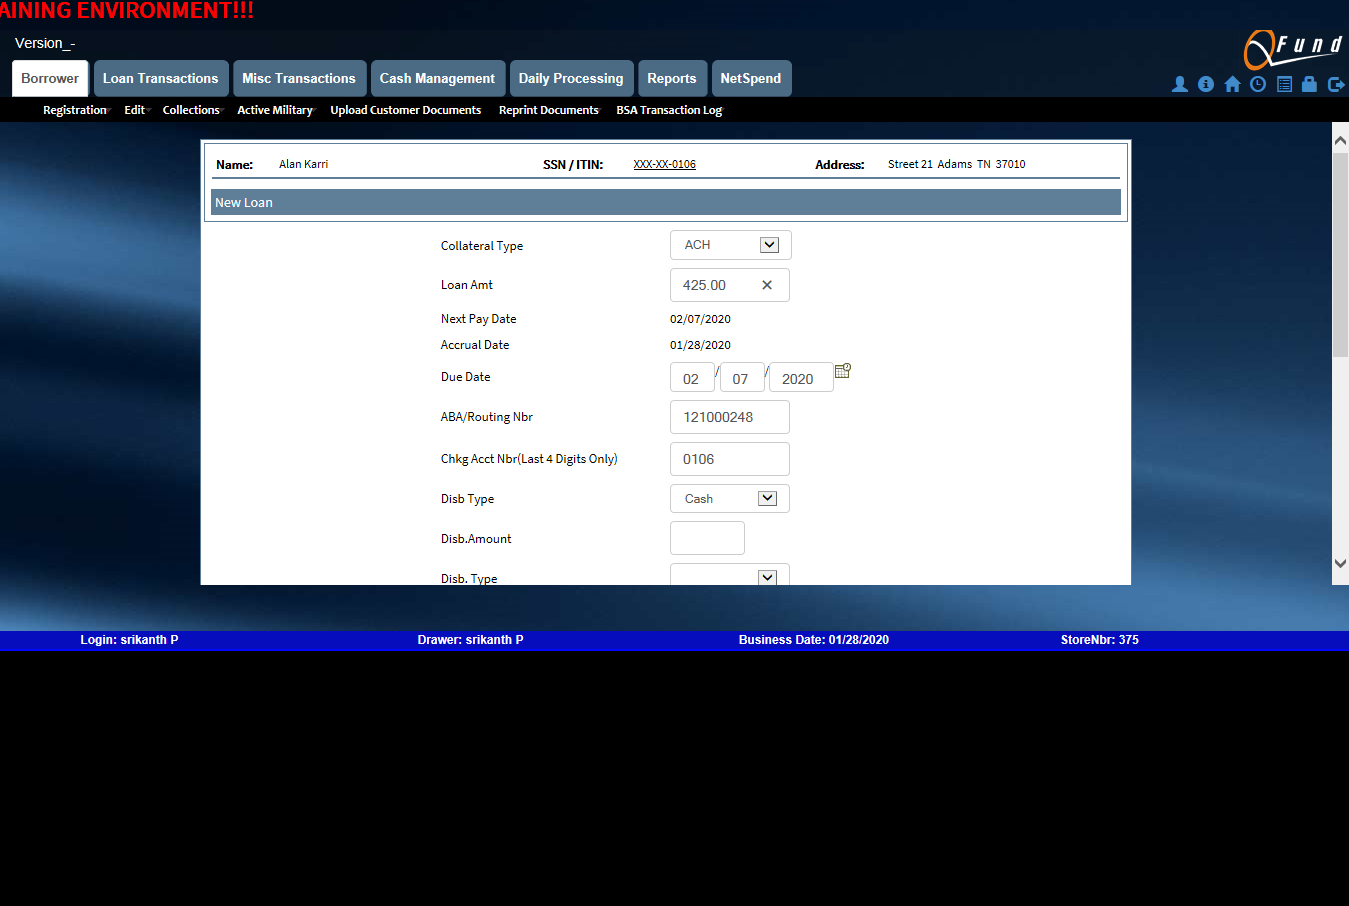 AINING ENVIRONMENT!!!
Version_-
QFund
Borrower Loan Transactions Misc Transactions Cash Management Daily Processing Reports NetSpend
Registration Edit Collections Active Military Upload Customer Documents Reprint Documents BSA Transaction Log
Name: Alan Karri SSN / ITIN: XXX-XX-0106 Address: Street 21 Adams TN 37010
New Loan
Collateral Type ACH
Loan Amt 425.00
Next Pay Date 02/07/2020
Accrual Date 01/28/2020
Due Date 02 / 07 / 2020
ABA/Routing Nbr 121000248
Chkg Acct Nbr(Last 4 Digits Only) 0106
Disb Type Cash
Disb.Amount
Disb. Type
Login: srikanth P Drawer: srikanth P Business Date: 01/28/2020 StoreNbr: 375